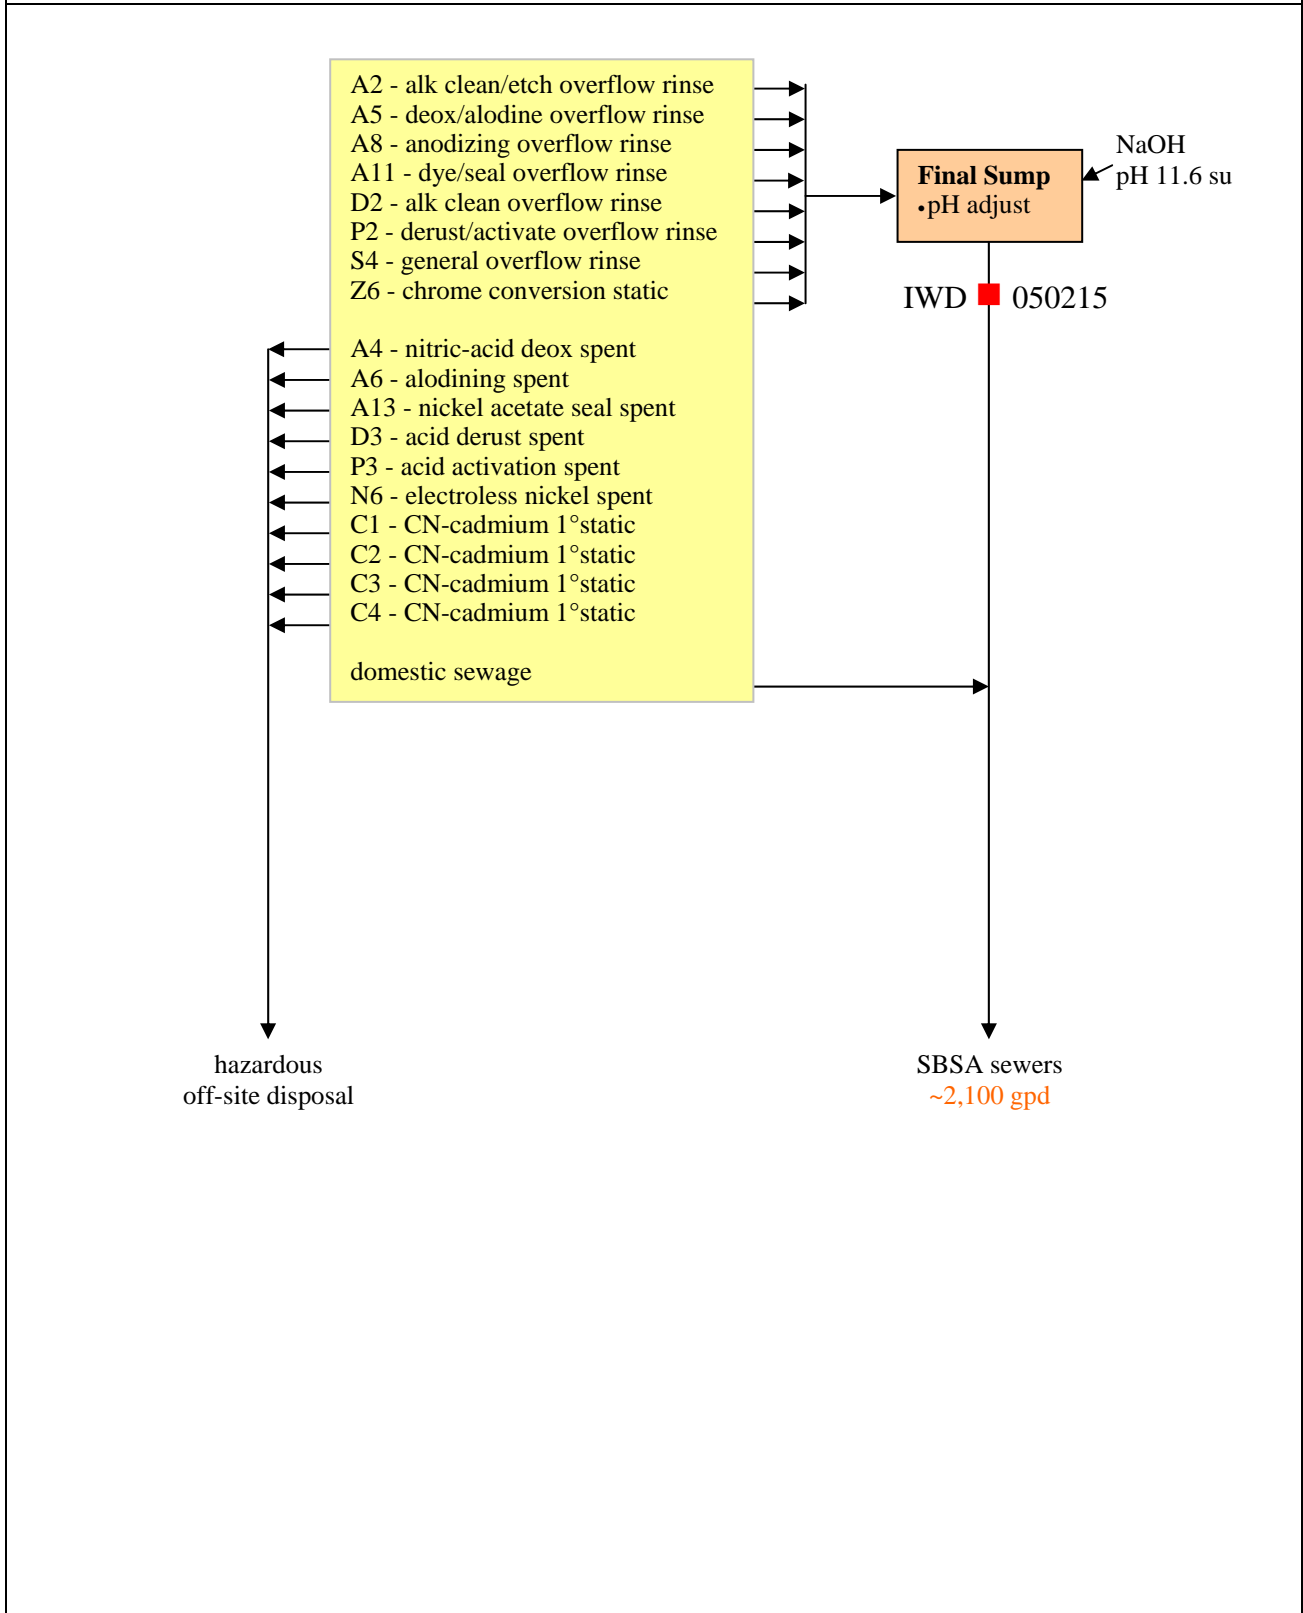 A2 - alk clean/etch overflow rinse
A5 - deox/alodine overflow rinse
A8 - anodizing overflow rinse
A11 - dye/seal overflow rinse
D2 - alk clean overflow rinse
P2 - derust/activate overflow rinse
S4 - general overflow rinse
Z6 - chrome conversion static
A4 - nitric-acid deox spent
A6 - alodining spent
A13 - nickel acetate seal spent
D3 - acid derust spent
P3 - acid activation spent
N6 - electroless nickel spent
C1 - CN-cadmium 1°static
C2 - CN-cadmium 1°static
C3 - CN-cadmium 1°static
C4 - CN-cadmium 1°static
domestic sewage
Final Sump
•pH adjust
NaOH
pH 11.6 su
IWD 050215
hazardous
off-site disposal
SBSA sewers
~2,100 gpd